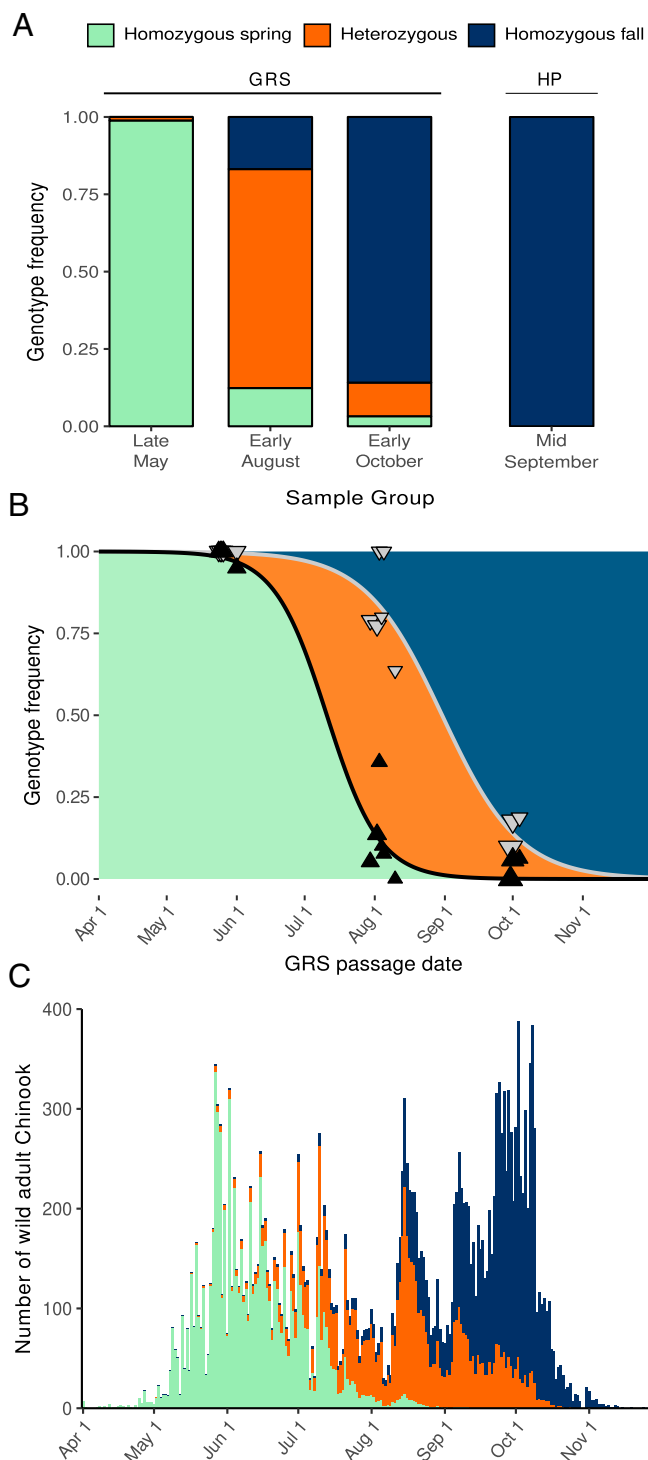 A
Homozygous spring Heterozygous Homozygous fall
GRS HP
1.00
0.75
0.50
0.25
0.00
Genotype frequency
Late May
Early August
Early October
Mid September
Sample Group
B
1.00
0.75
0.50
0.25
0.00
Genotype frequency
Apr 1 May 1 Jun 1 Jul 1 Aug 1 Sep 1 Oct 1 Nov 1
GRS passage date
C
400
300
200
100
0
Number of wild adult Chinook
Apr 1 May 1 Jun 1 Jul 1 Aug 1 Sep 1 Oct 1 Nov 1